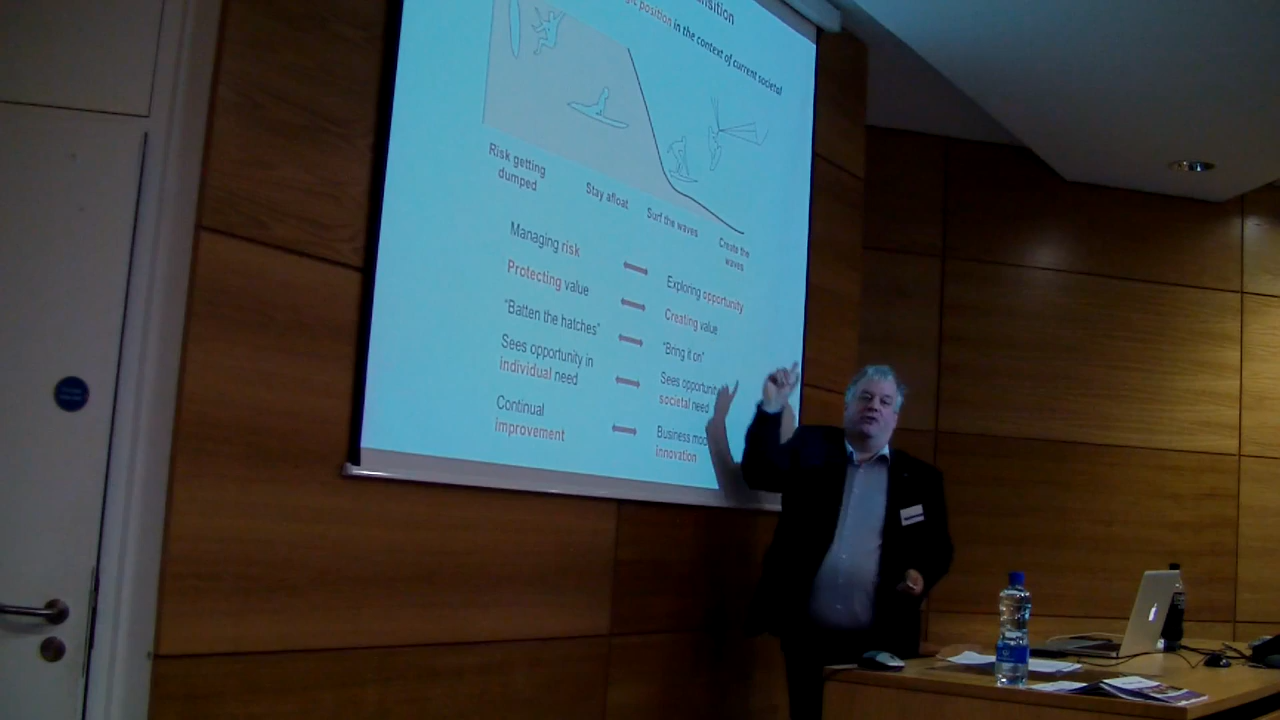 position in the context of current societal
Risk getting
dumped
Stay afloat
Surf the waves
Create the
waves
Managing risk
Exploring opportunity
Protecting value
Creating value
"Batten the hatches"
"Bring it on"
Sees opportunity in
individual need
Sees
societal need
Continual
improvement
Business
innovation